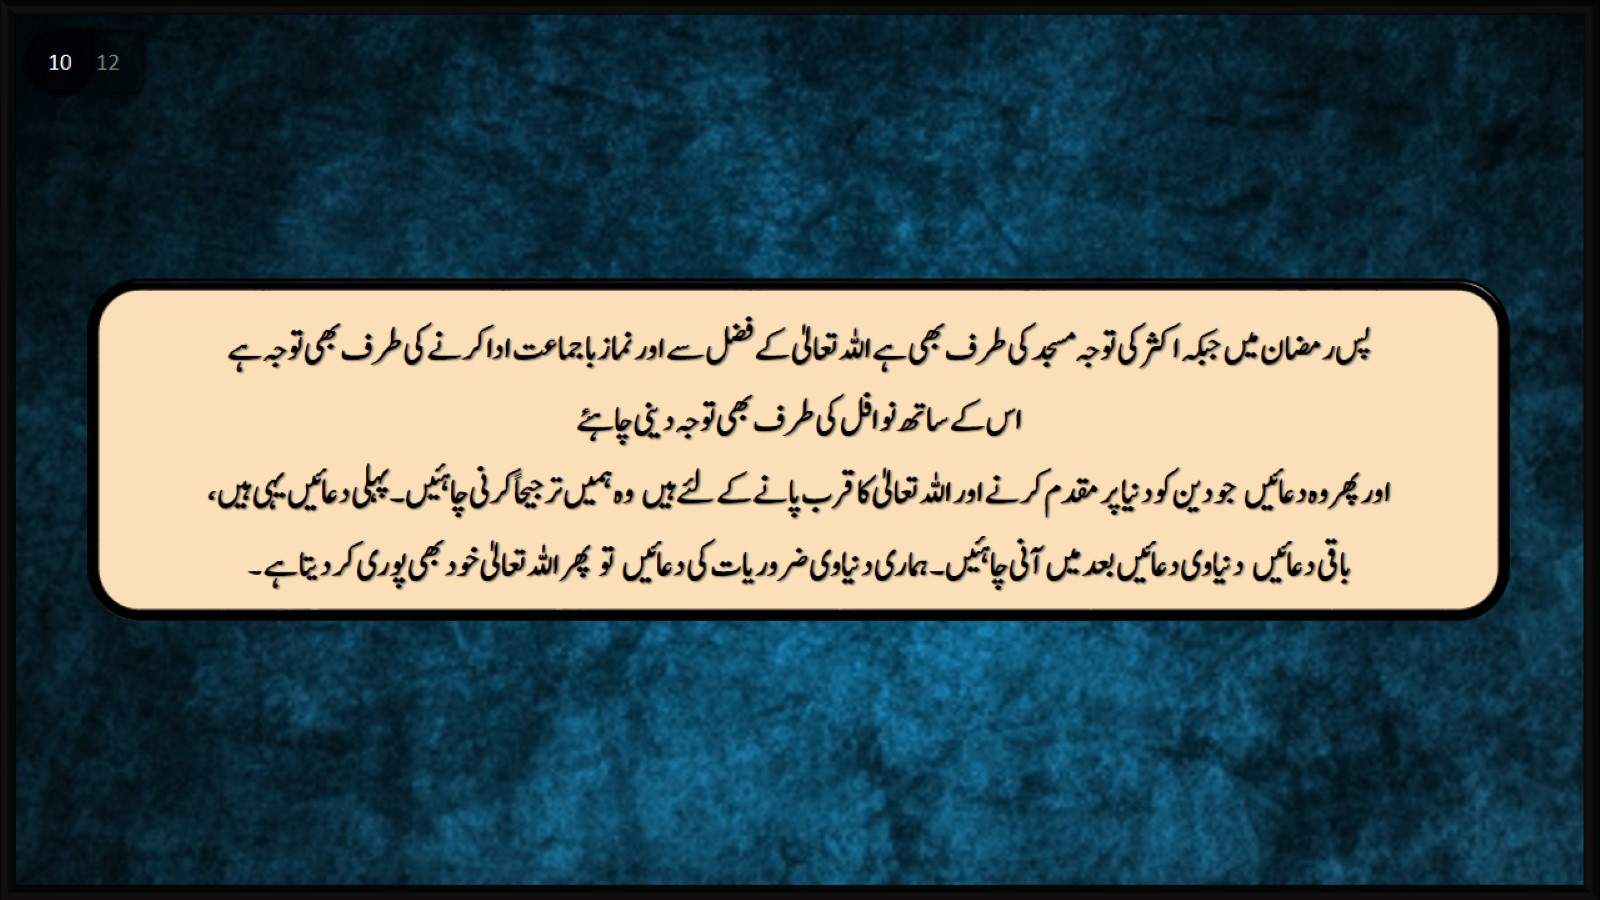 10 12
پس رمضان میں جبکہ اکثر کی توجہ مسجد کی طرف بھی ہے اللہ تعالیٰ کے فضل سے اور نماز باجماعت ادا کرنے کی طرف بھی توجہ ہے
اس کے ساتھ نوافل کی طرف بھی توجہ دینی چاہئے
اور پھر وہ دعائیں جو دین کو دنیا پر مقدم کرنے اور اللہ تعالیٰ کا قرب پانے کے لئے ہیں وہ ہمیں ترجیحاً کرنی چاہئیں۔ پہلی دعائیں یہی ہیں،
باقی دعائیں دنیاوی دعائیں بعد میں آنی چاہئیں۔ ہماری دنیاوی ضروریات کی دعائیں تو پھر اللہ تعالیٰ خود بھی پوری کر دیتا ہے۔